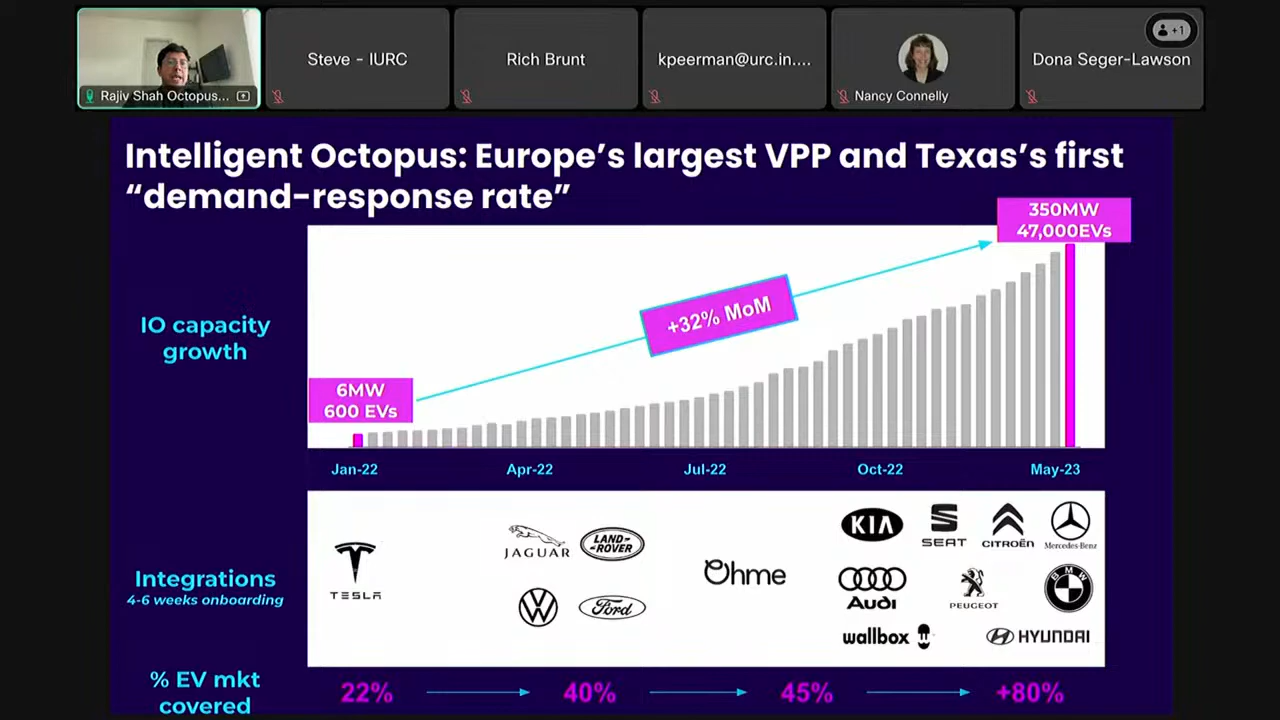 Rajiv Shah Octopus...
Steve - IURC
Rich Brunt
kpeerman@urc.in....
Nancy Connelly
Dona Seger-Lawson
+1
Intelligent Octopus: Europe's largest VPP and Texas's first
“demand-response rate”
350MW
47,000EVs
+32% MoM
IO capacity
growth
6MW
600 EVs
Jan-22
Apr-22
Jul-22
Oct-22
May-23
Integrations
4-6 weeks onboarding
TESLA
JAGUAR
LAND-
ROVER
VW
Ford
Ohme
KIA
SEAT
CITROËN
Mercedes-Benz
Audi
PEUGEOT
BMW
wallbox
HYUNDAI
% EV mkt
covered
22%
40%
45%
+80%